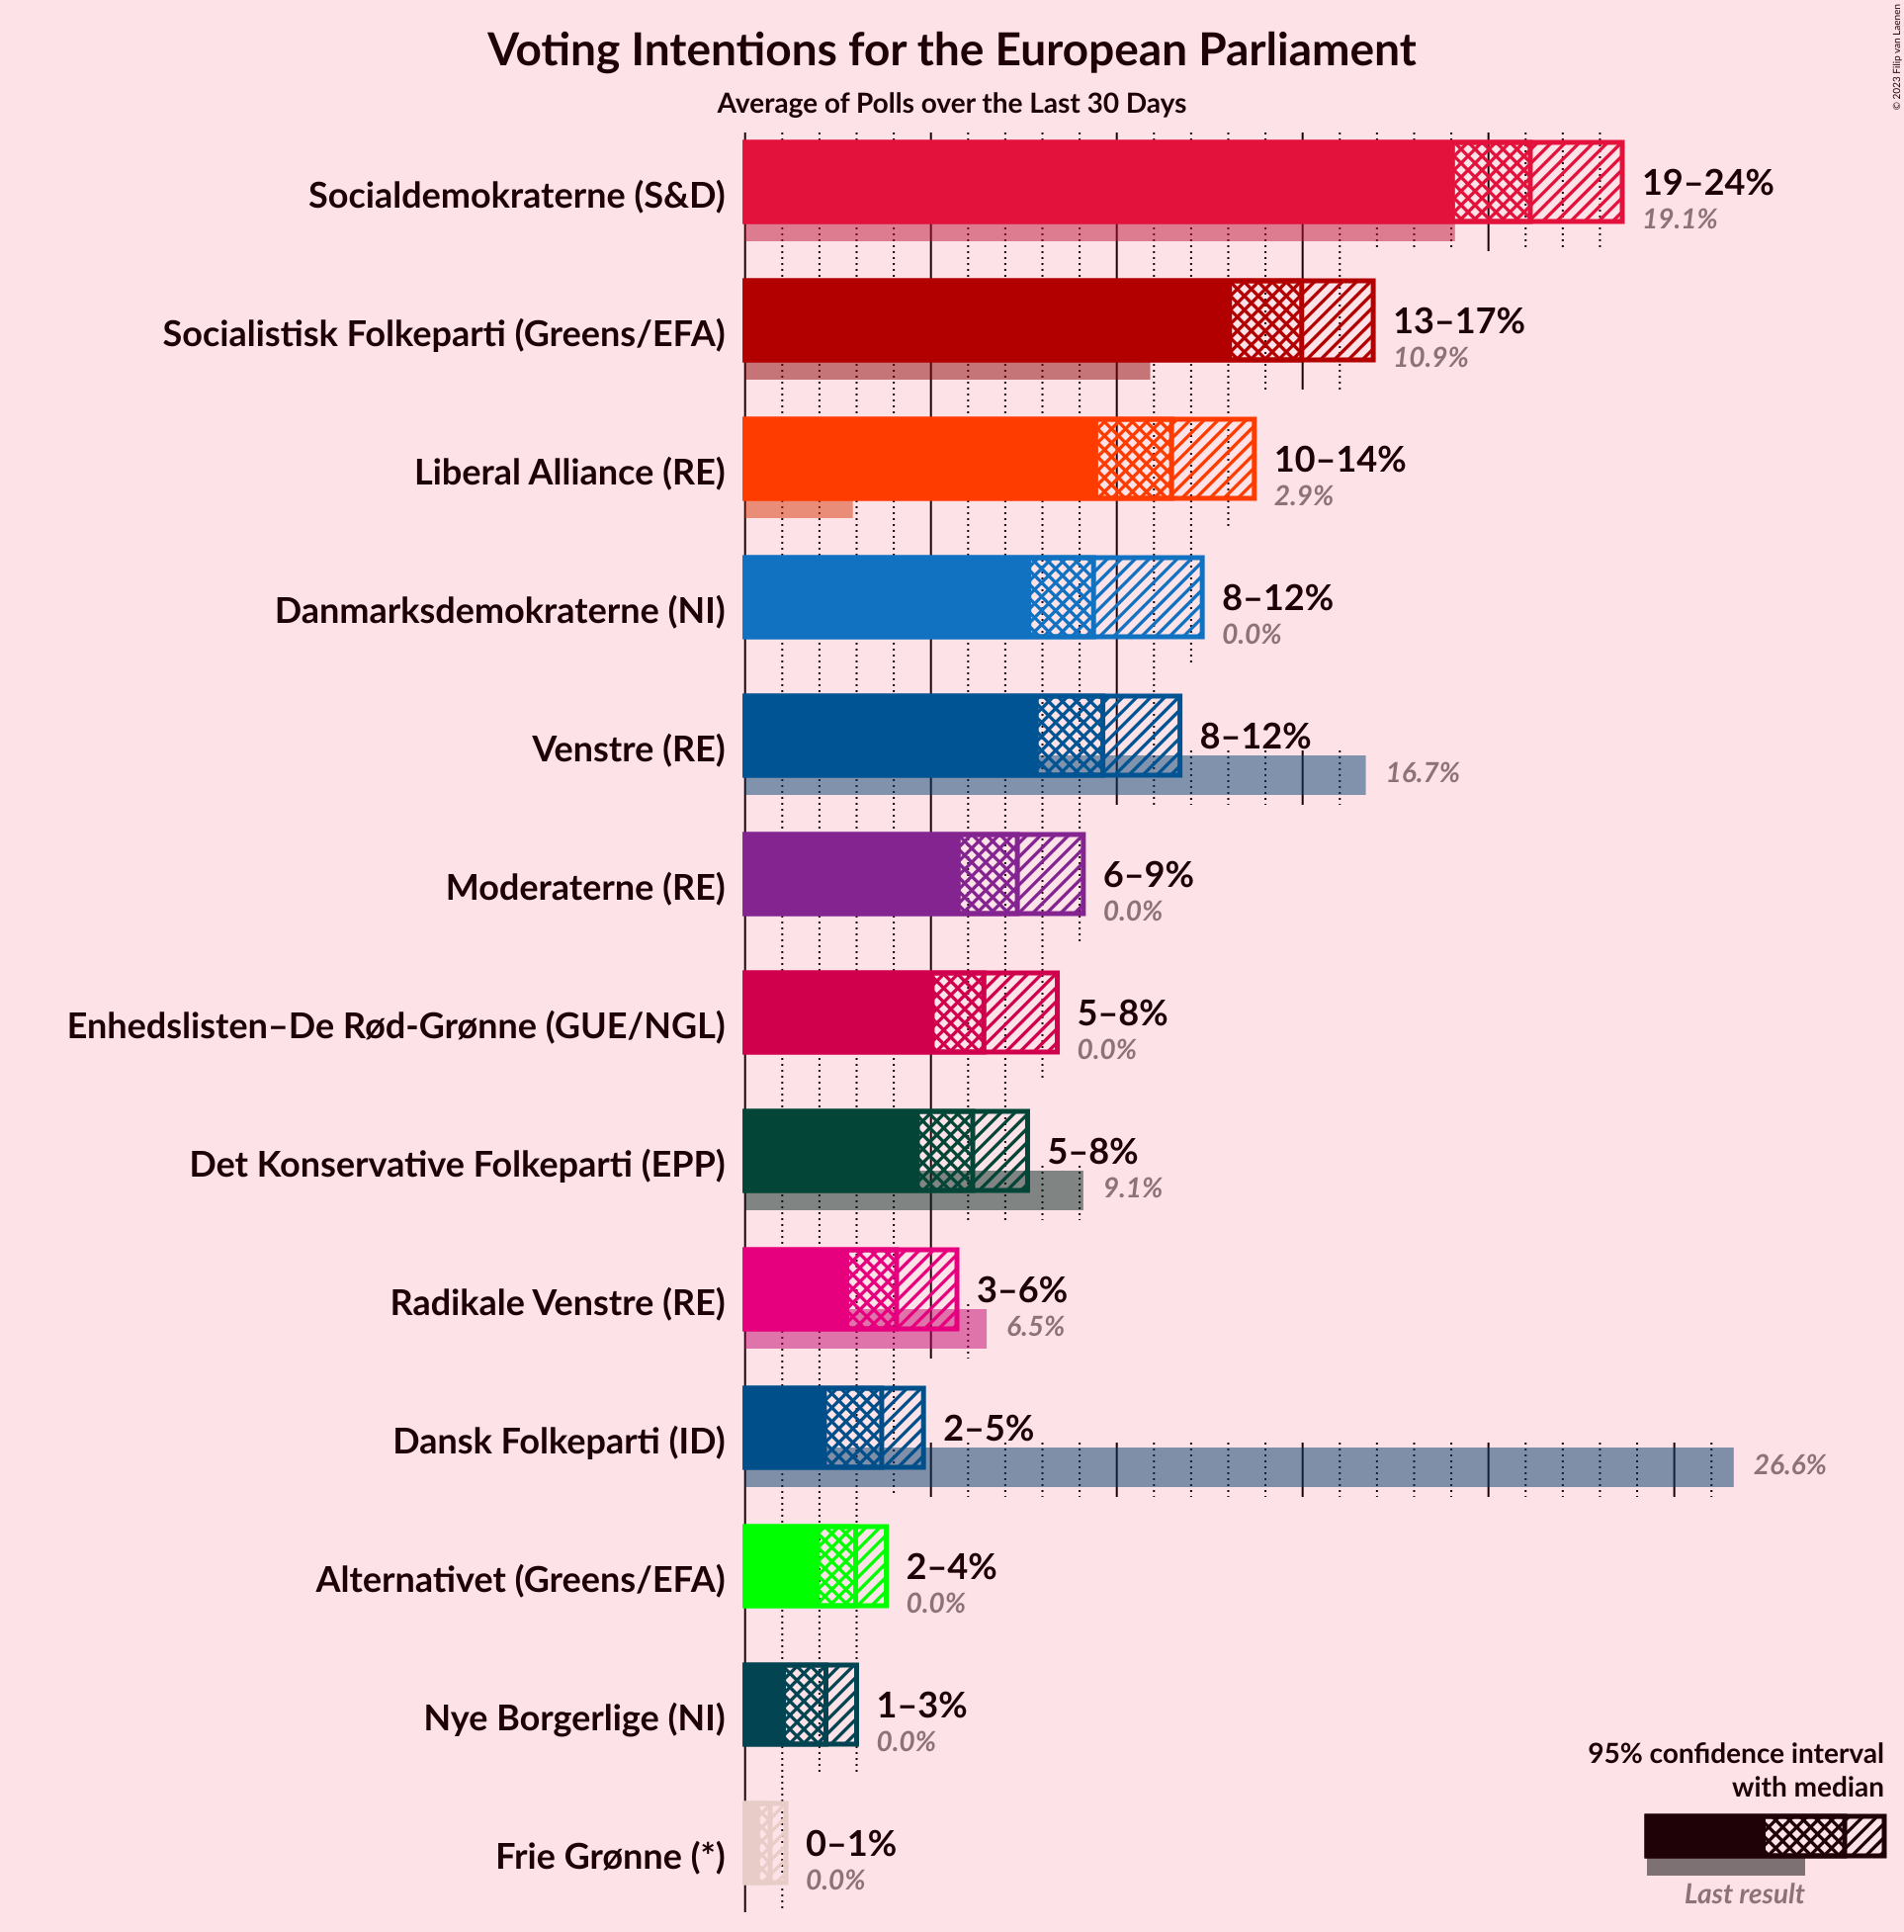 © 2023 Filip van Laenen
Voting Intentions for the European Parliament
Average of Polls over the Last 30 Days
Socialdemokraterne (S&D)
19–24%
19.1%
Socialistisk Folkeparti (Greens/EFA)
13–17%
10.9%
Liberal Alliance (RE)
10–14%
2.9%
Danmarksdemokraterne (NI)
8–12%
0.0%
Venstre (RE)
8–12%
16.7%
Moderaterne (RE)
6–9%
0.0%
Enhedslisten–De Rød-Grønne (GUE/NGL)
5–8%
0.0%
Det Konservative Folkeparti (EPP)
5–8%
9.1%
Radikale Venstre (RE)
3–6%
6.5%
Dansk Folkeparti (ID)
2–5%
26.6%
Alternativet (Greens/EFA)
2–4%
0.0%
Nye Borgerlige (NI)
1–3%
0.0%
Frie Grønne (*)
0–1%
0.0%
95% confidence interval
with median
Last result